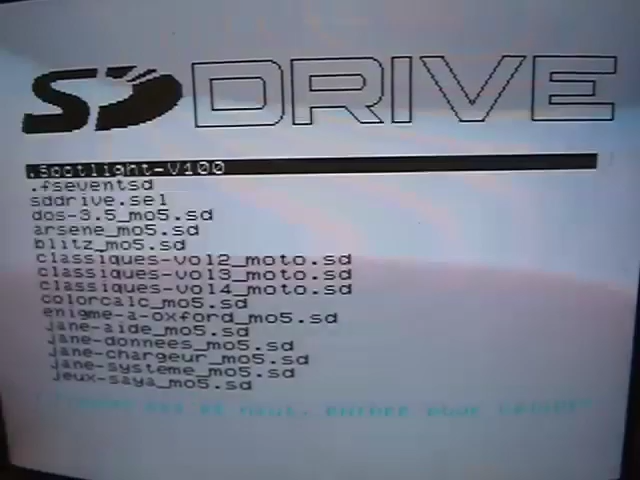 SDDRIVE
.Spotlight-V100
.fseventsd
sddrive.sel
dos-3.5_mo5.sd
arsene_mo5.sd
blitz_mo5.sd
classiques-vol2_moto.sd
classiques-vol3_moto.sd
classiques-vol4_moto.sd
colorcalc_mo5.sd
enigme-a-oxford_mo5.sd
jane-aide_mo5.sd
jane-donnees_mo5.sd
jane-chargeur_mo5.sd
jane-systeme_mo5.sd
jeux-saya_mo5.sd